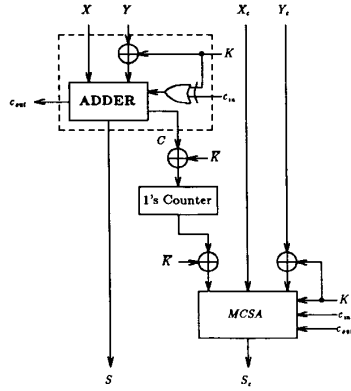 X Y X_c Y_c
K
ADDER
c_out
c_in
C
K
1's Counter
K
K
MCSA
c_in
c_out
S S_c